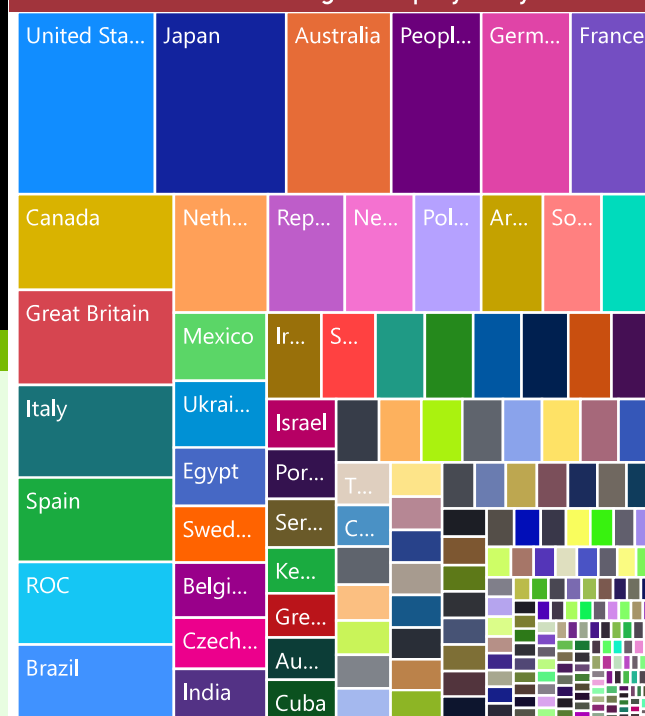 United Sta...
Japan
Australia
Peopl...
Germ...
France
Canada
Neth...
Rep...
Ne...
Pol...
Ar...
So...
Great Britain
Mexico
Ir...
S...
Italy
Ukrai...
Israel
Egypt
Por...
T...
Spain
Swed...
Ser...
C...
ROC
Belgi...
Ke...
Gre...
Czech...
Au...
Brazil
India
Cuba